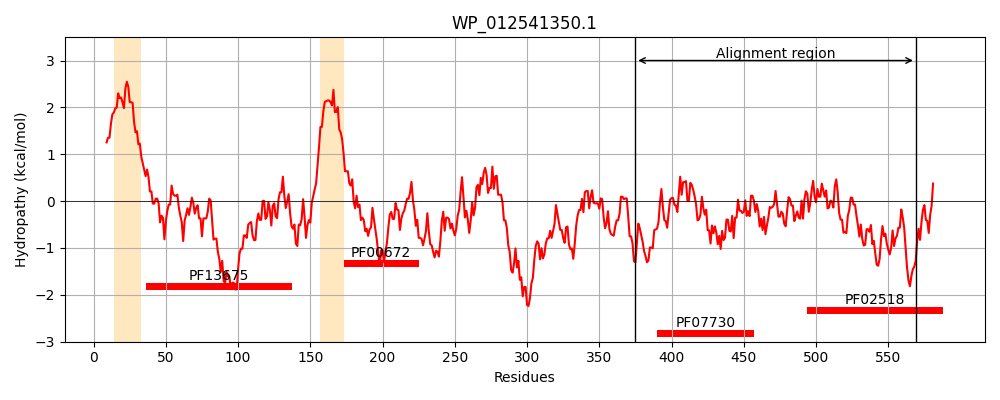 WP_012541350.1
Hydropathy (kcal/mol)
3
2
1
0
−1
−2
−3
Alignment region
PF00672
PF13675
PF02518
PF07730
0 50 100 150 200 250 300 350 400 450 500 550
Residues